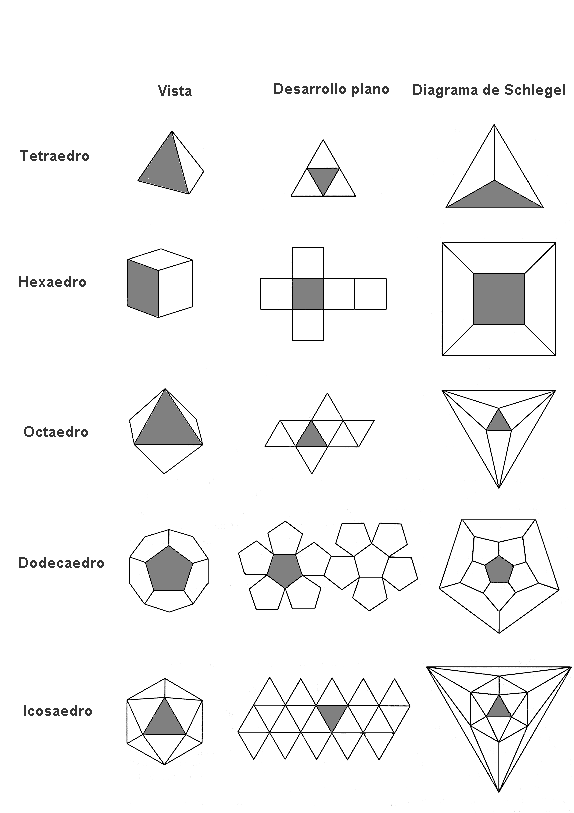 Vista
Desarrollo plano
Diagrama de Schlegel
Tetraedro
Hexaedro
Octaedro
Dodecaedro
Icosaedro